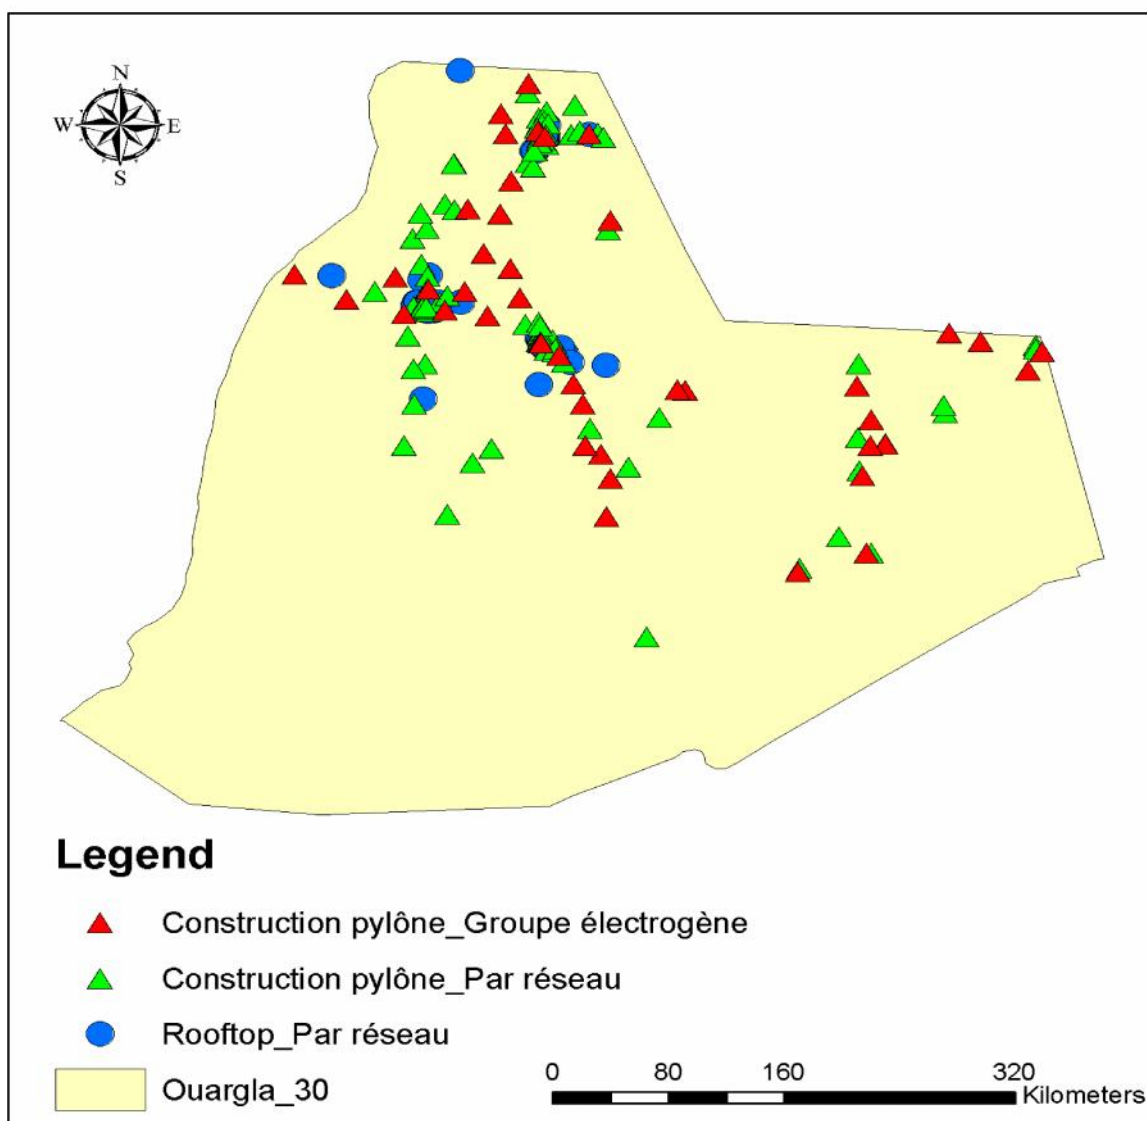 N
W E
S
Legend
Construction pylône_Groupe électrogène
Construction pylône_Par réseau
Rooftop_Par réseau
Ouargla_30
0 80 160 320
Kilometers